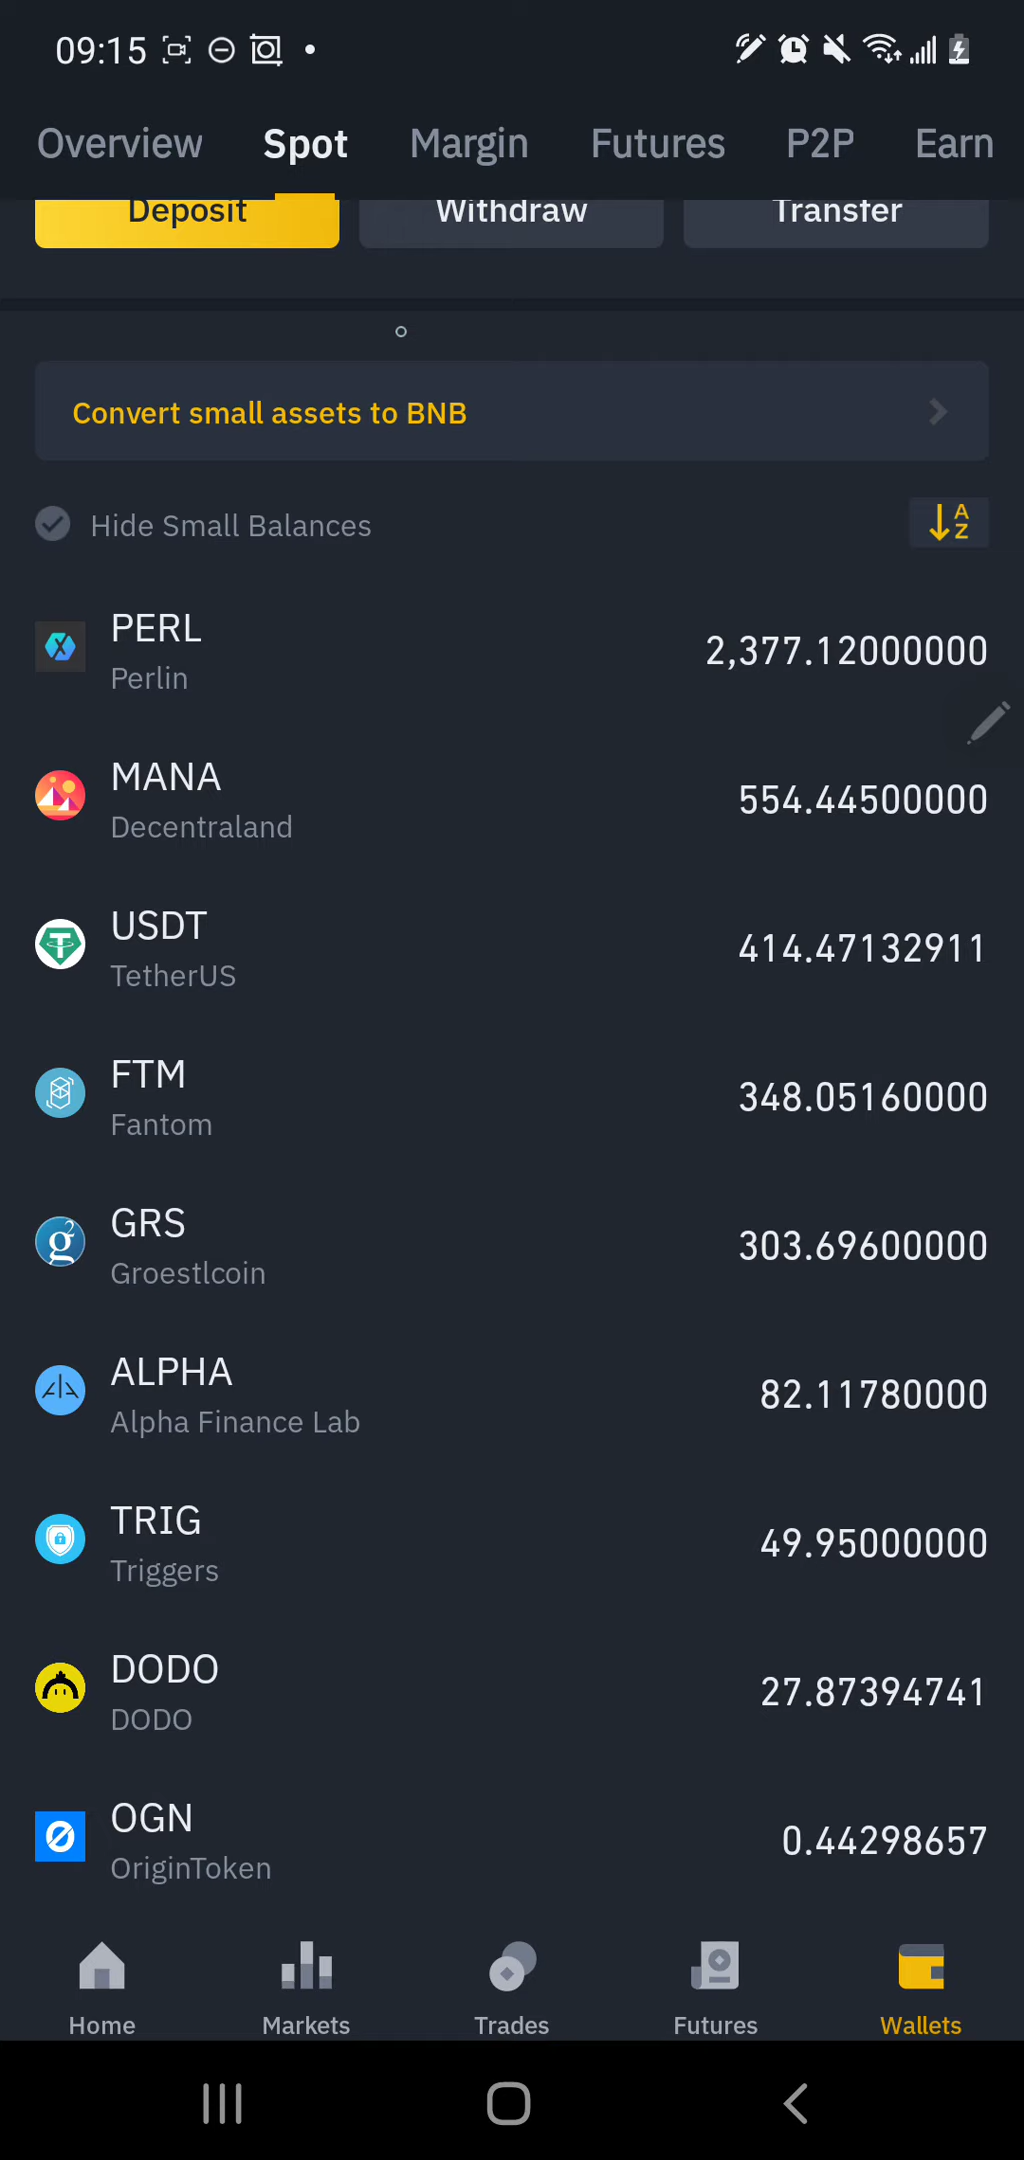 09:15
Overview Spot Margin Futures P2P Earn
Deposit Withdraw Transfer
Convert small assets to BNB
Hide Small Balances
A
Z
PERL
2,377.12000000
Perlin
MANA
554.44500000
Decentraland
USDT
414.47132911
TetherUS
FTM
348.05160000
Fantom
GRS
303.69600000
Groestlcoin
ALPHA
82.11780000
Alpha Finance Lab
TRIG
49.95000000
Triggers
DODO
27.87394741
DODO
OGN
0.44298657
OriginToken
Home Markets Trades Futures Wallets